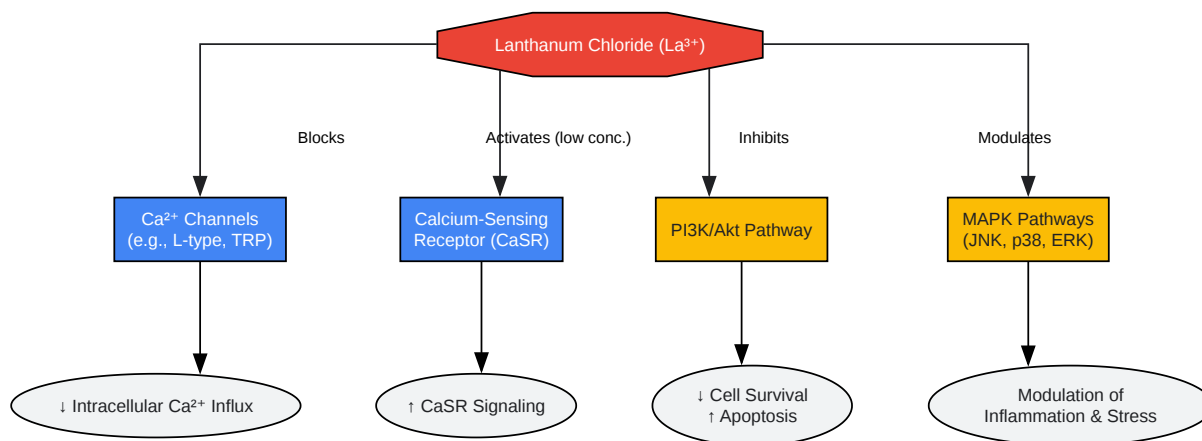 Lanthanum Chloride (La³⁺)
Blocks
Activates (low conc.)
Inhibits
Modulates
Ca²⁺ Channels
(e.g., L-type, TRP)
Calcium-Sensing
Receptor (CaSR)
PI3K/Akt Pathway
MAPK Pathways
(JNK, p38, ERK)
↓ Intracellular Ca²⁺ Influx
↑ CaSR Signaling
↓ Cell Survival
↑ Apoptosis
Modulation of
Inflammation & Stress